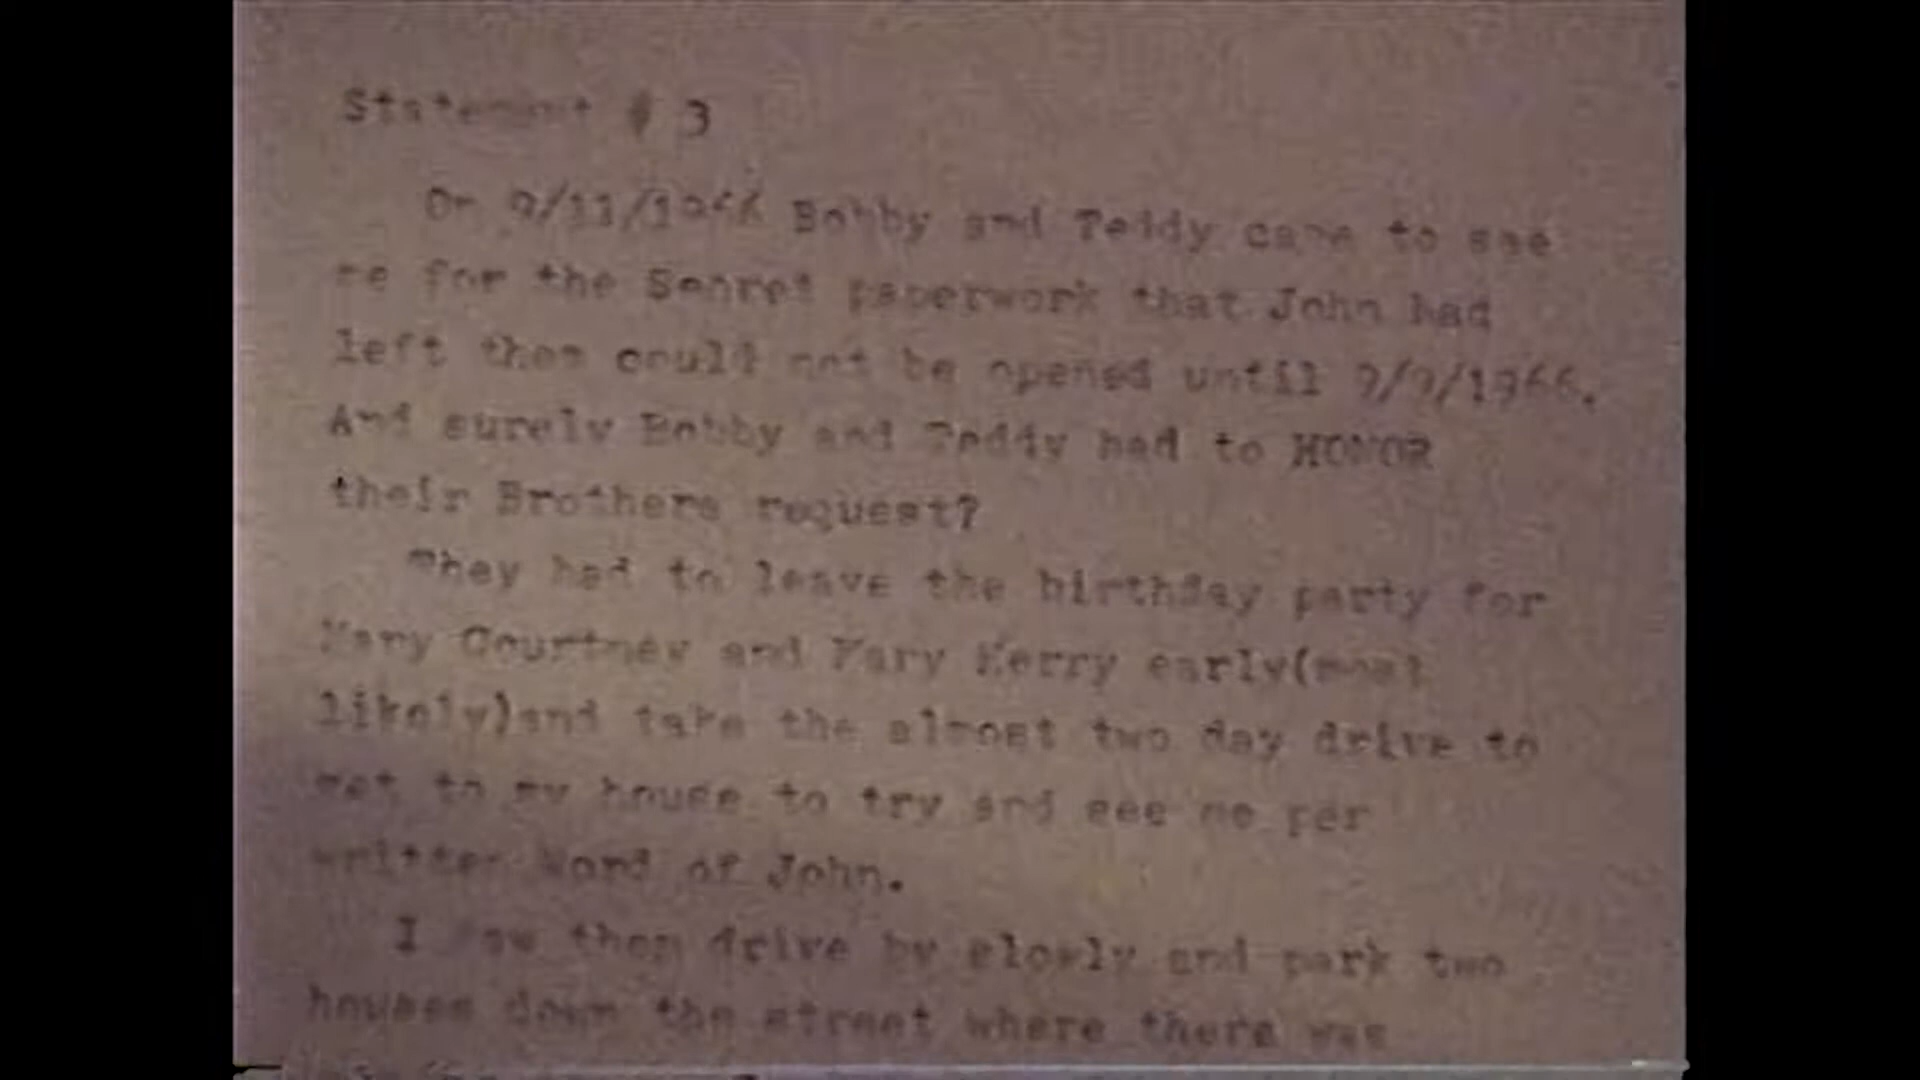 Statement # 3
On 9/11/1966 Bobby and Teddy came to see
me for the Secret paperwork that John had
left them could not be opened until 9/9/1966.
And surely Bobby and Teddy had to HONOR
their Brothers request?
They had to leave the birthday party for
Mary Courtney and Mary Kerry early(most
likely)and take the almost two day drive to
get to my house to try and see me per
written Word of John.
I saw them drive by slowly and park two
houses down the street where there was